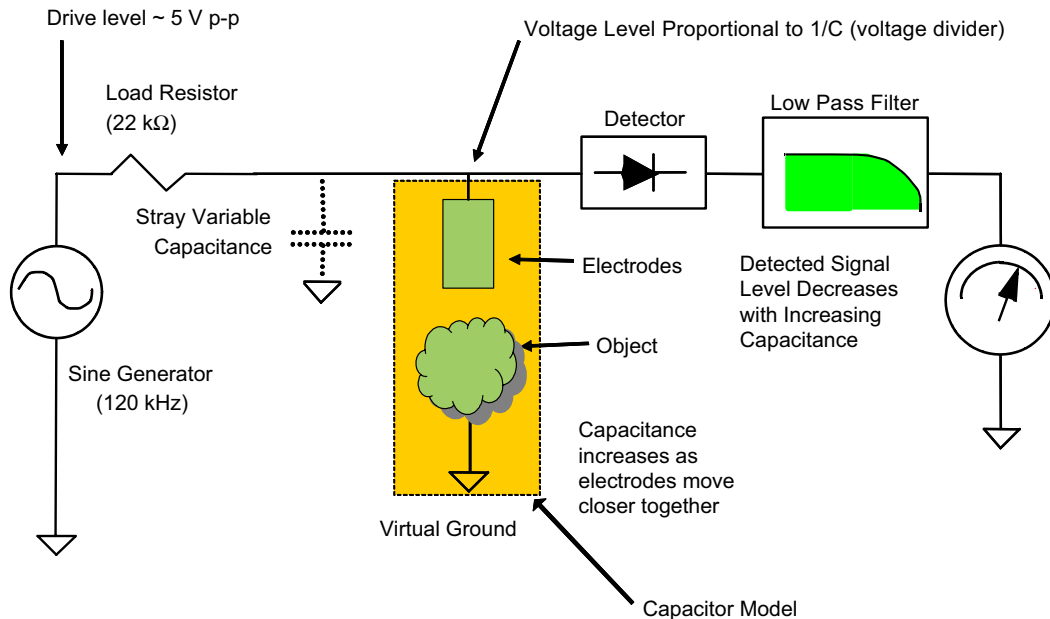 Drive level ~ 5 V p-p
Voltage Level Proportional to 1/C (voltage divider)
Load Resistor
(22 kΩ)
Detector
Low Pass Filter
Stray Variable
Capacitance
Electrodes
Detected Signal
Level Decreases
with Increasing
Capacitance
Object
Sine Generator
(120 kHz)
Capacitance
increases as
electrodes move
closer together
Virtual Ground
Capacitor Model